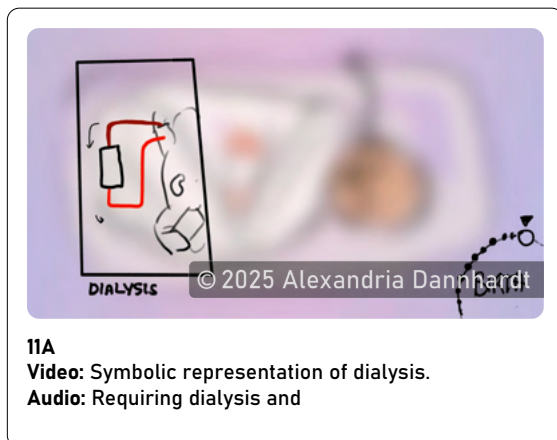 DIALYSIS
© 2025 Alexandria Dannhardt
11A
Video: Symbolic representation of dialysis.
Audio: Requiring dialysis and